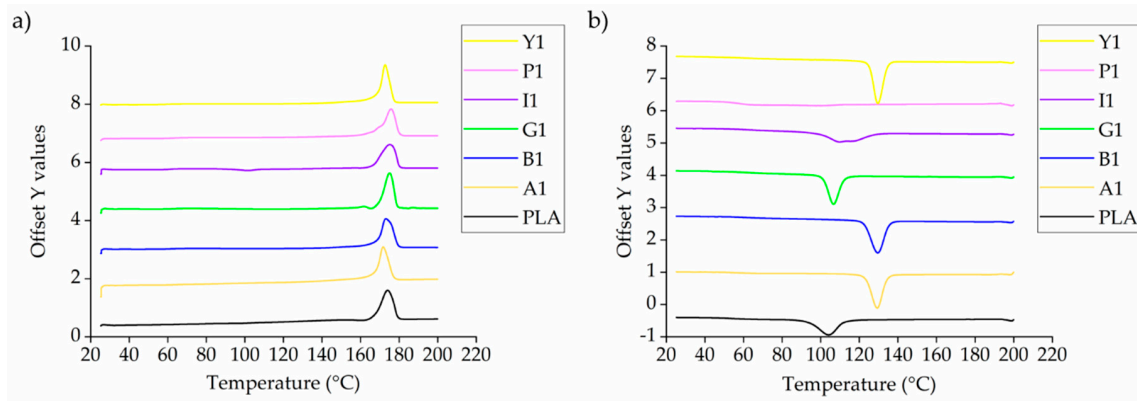 a)
10
8
6
4
2
0
Offset Y values
20 40 60 80 100 120 140 160 180 200 220
Temperature (°C)
Y1
P1
I1
G1
B1
A1
PLA
b)
8
7
6
5
4
3
2
1
0
-1
Offset Y values
20 40 60 80 100 120 140 160 180 200 220
Temperature (°C)
Y1
P1
I1
G1
B1
A1
PLA